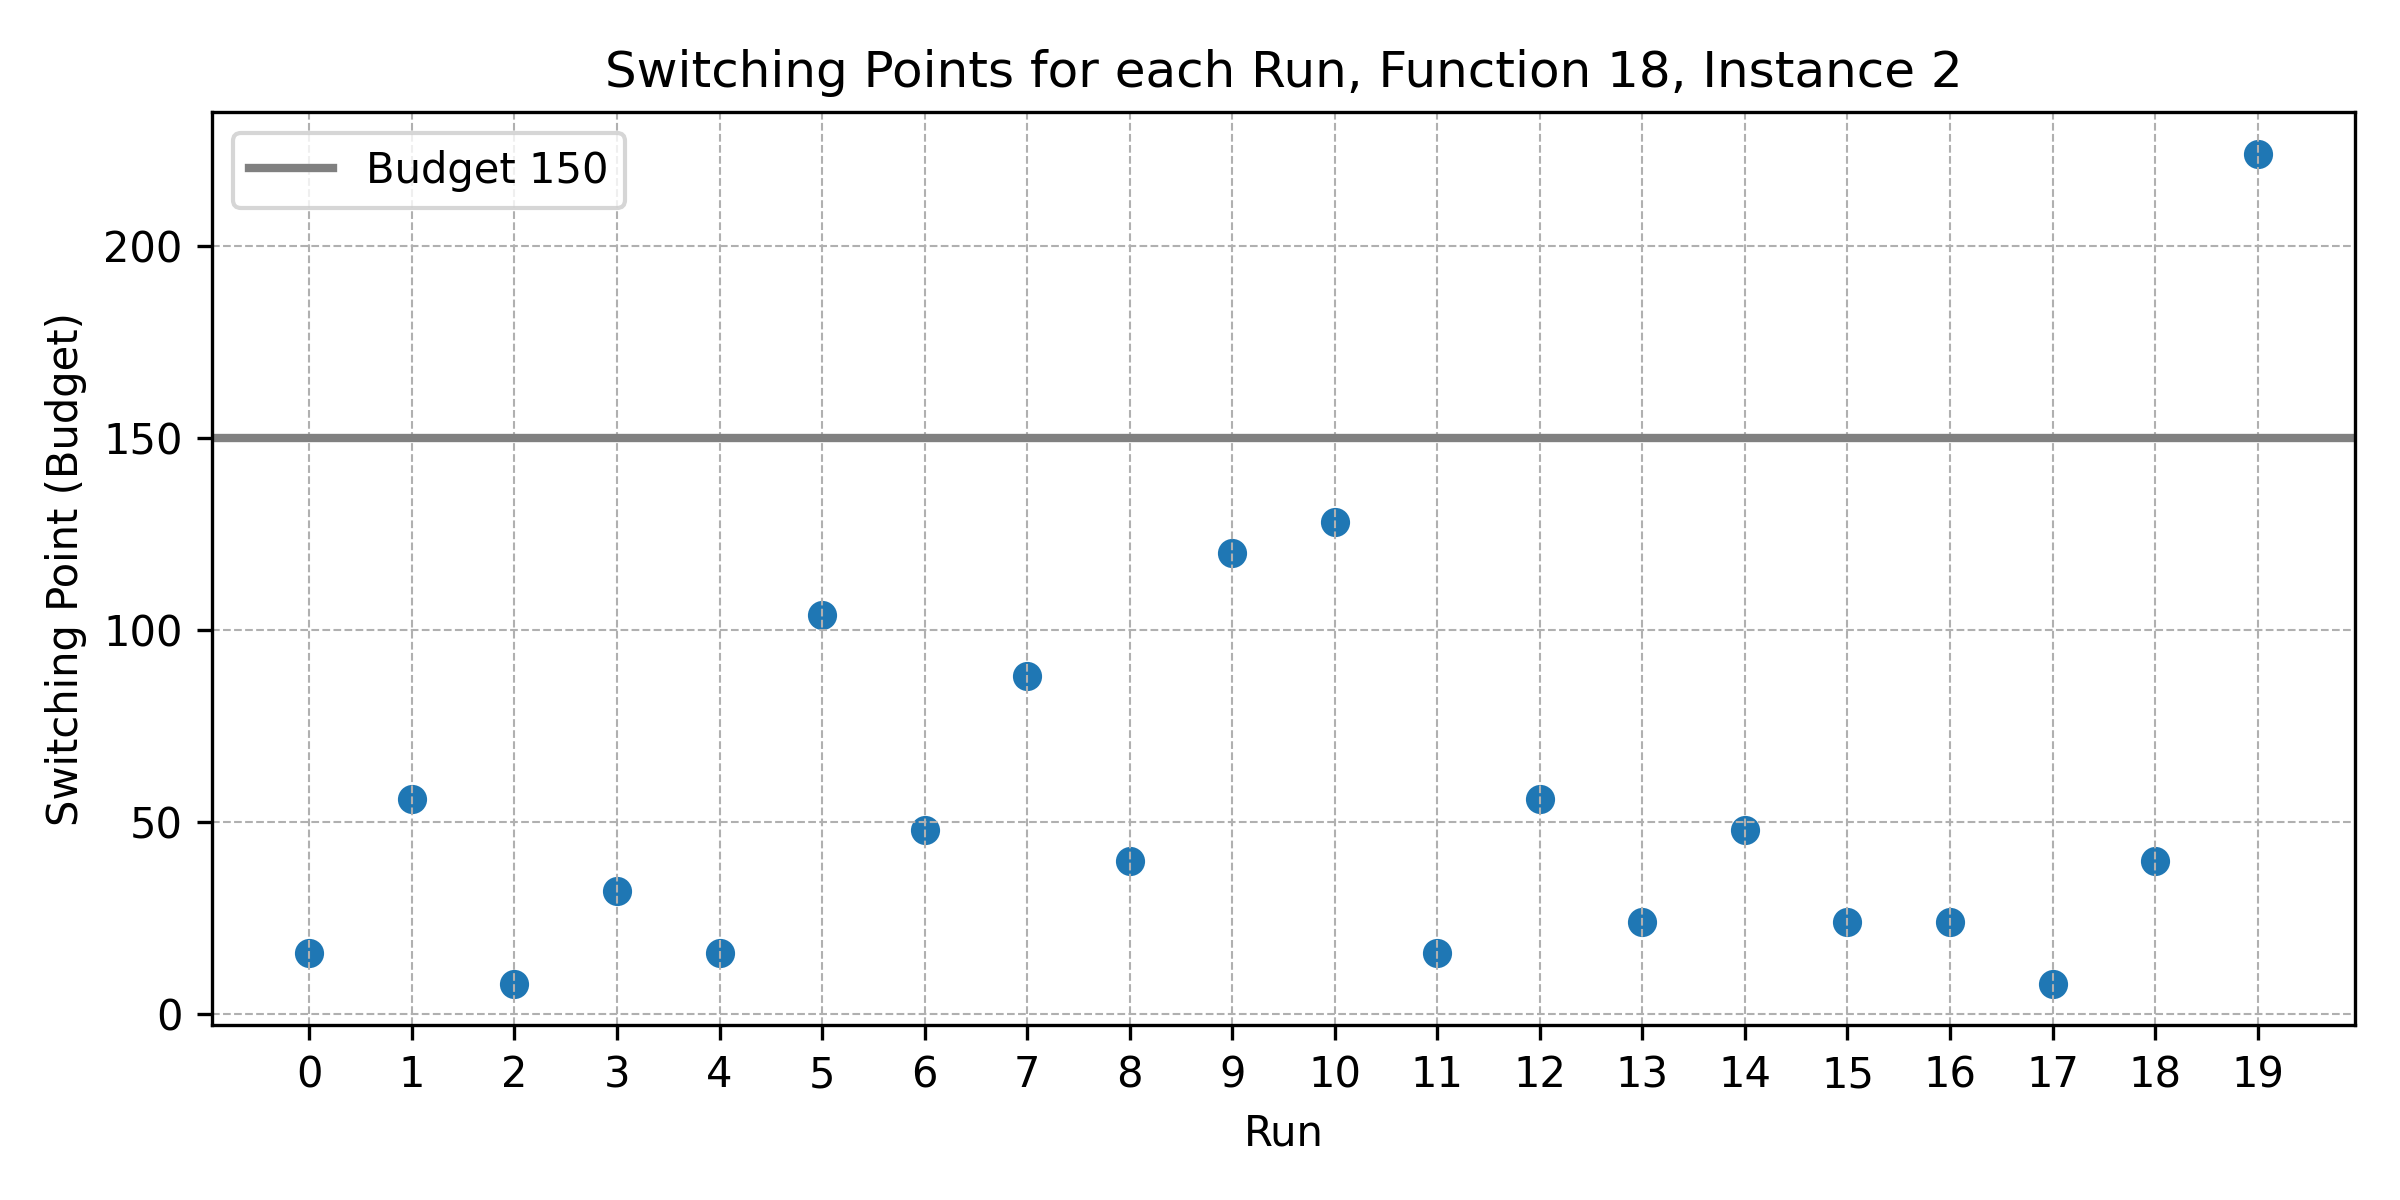 Switching Points for each Run, Function 18, Instance 2
Budget 150
Switching Point (Budget)
200
150
100
50
0
0 1 2 3 4 5 6 7 8 9 10 11 12 13 14 15 16 17 18 19
Run